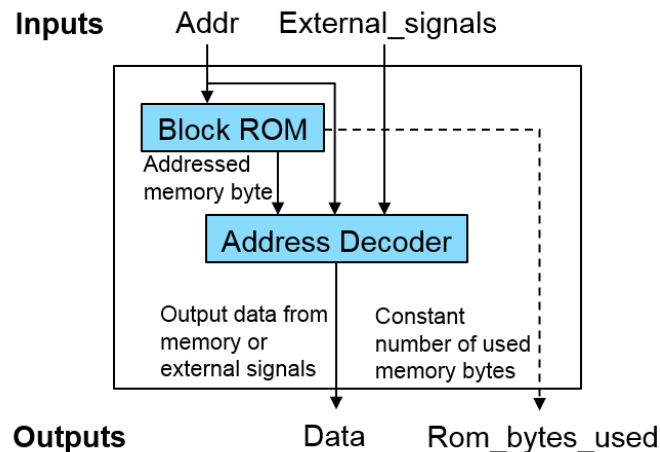 Inputs Addr External_signals
Block ROM
Addressed
memory byte
Address Decoder
Output data from
memory or
external signals
Constant
number of used
memory bytes
Outputs Data Rom_bytes_used